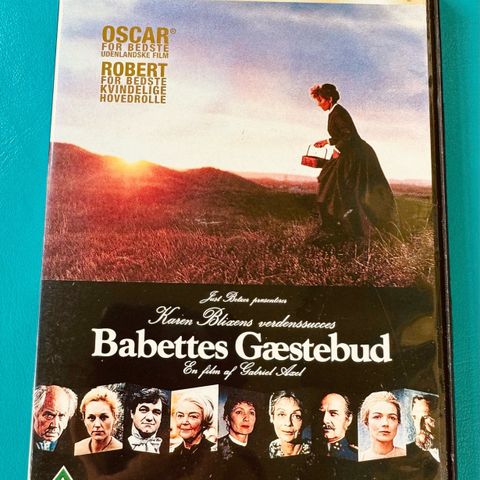 OSCAR®
FOR BEDSTE
UDENLANDSKE FILM
ROBERT
FOR BEDSTE
KVINDELIGE
HOVEDROLLE
Just Betzer presenterer
Karen Blixens verdenssucces
Babettes Gæstebud
En film af Gabriel Axel
A